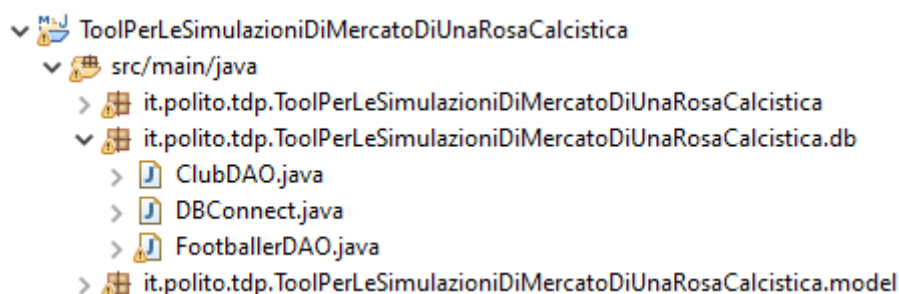 ToolPerLeSimulazioniDiMercatoDiUnaRosaCalcistica
src/main/java
it.polito.tdp.ToolPerLeSimulazioniDiMercatoDiUnaRosaCalcistica
it.polito.tdp.ToolPerLeSimulazioniDiMercatoDiUnaRosaCalcistica.db
ClubDAO.java
DBConnect.java
FootballerDAO.java
it.polito.tdp.ToolPerLeSimulazioniDiMercatoDiUnaRosaCalcistica.model